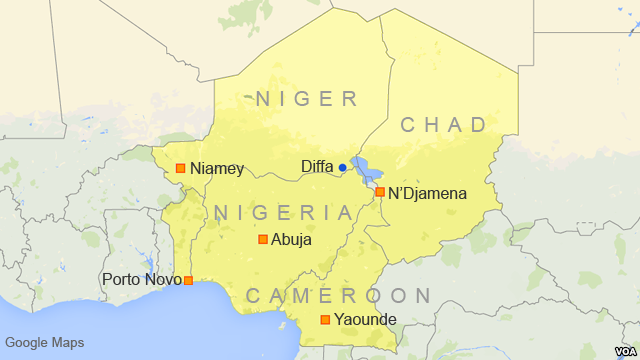 NIGER
CHAD
Niamey
Diffa
N'Djamena
NIGERIA
Abuja
Porto Novo
CAMEROON
Yaounde
Google Maps
VOA